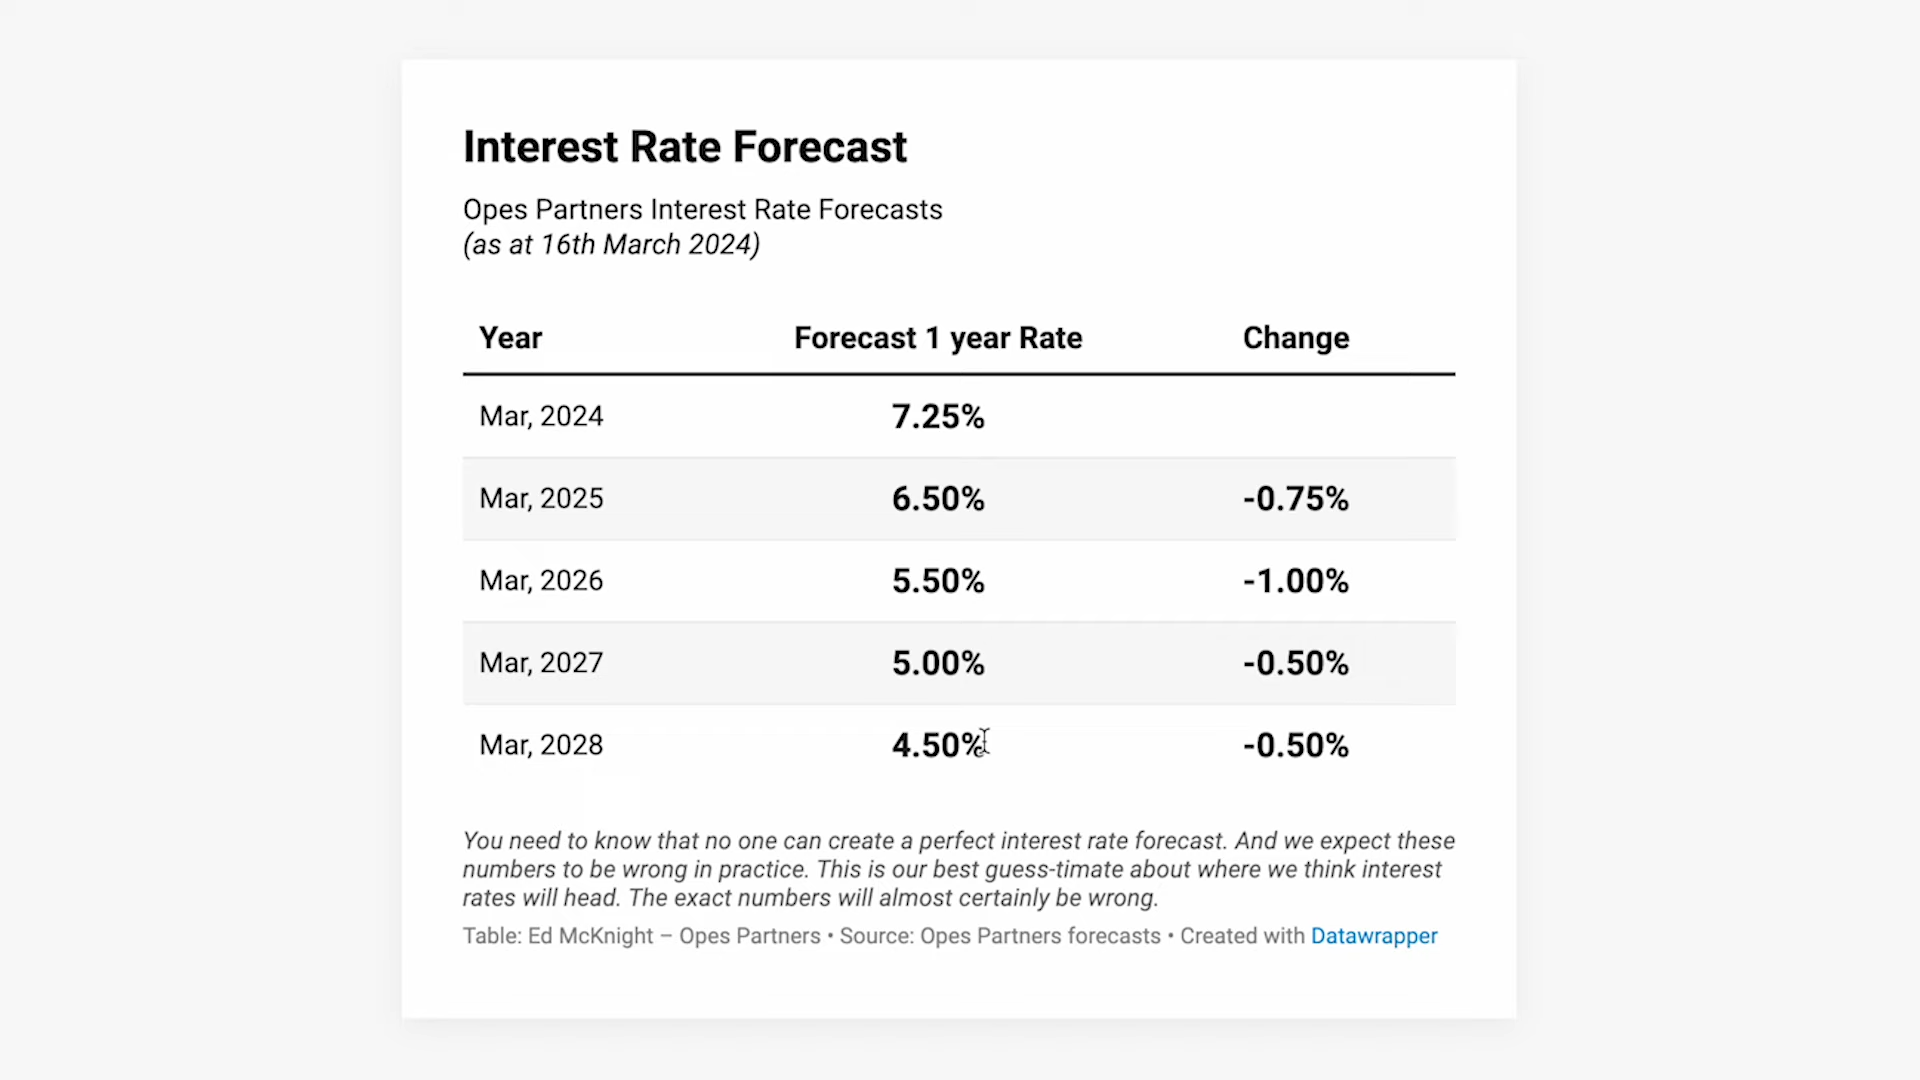 Interest Rate Forecast
Opes Partners Interest Rate Forecasts
(as at 16th March 2024)
Year Forecast 1 year Rate Change
Mar, 2024 7.25%
Mar, 2025 6.50% -0.75%
Mar, 2026 5.50% -1.00%
Mar, 2027 5.00% -0.50%
Mar, 2028 4.50% -0.50%
You need to know that no one can create a perfect interest rate forecast. And we expect these
numbers to be wrong in practice. This is our best guess-timate about where we think interest
rates will head. The exact numbers will almost certainly be wrong.
Table: Ed McKnight – Opes Partners • Source: Opes Partners forecasts • Created with Datawrapper